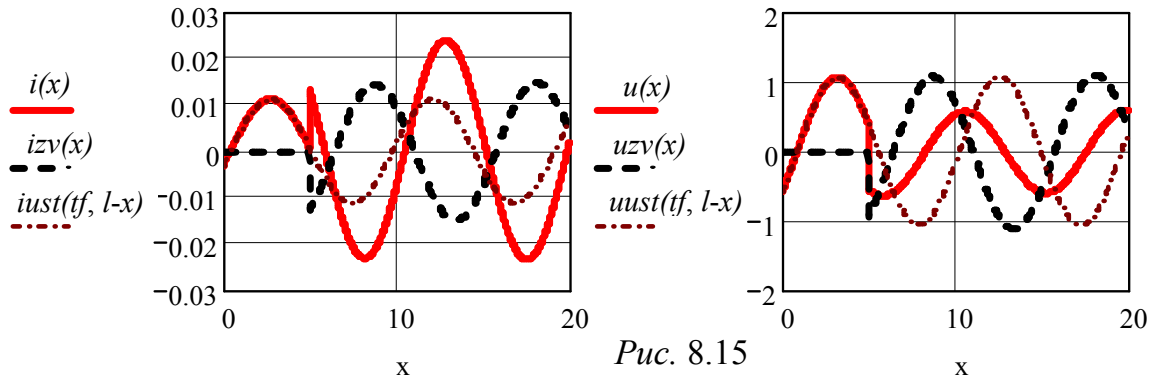 0.03
0.02
0.01
0
−0.01
−0.02
−0.03
i(x)
izv(x)
iust(tf, l-x)
0
10
20
x
2
1
0
−1
−2
u(x)
uzv(x)
uust(tf, l-x)
0
10
20
x
Рис. 8.15